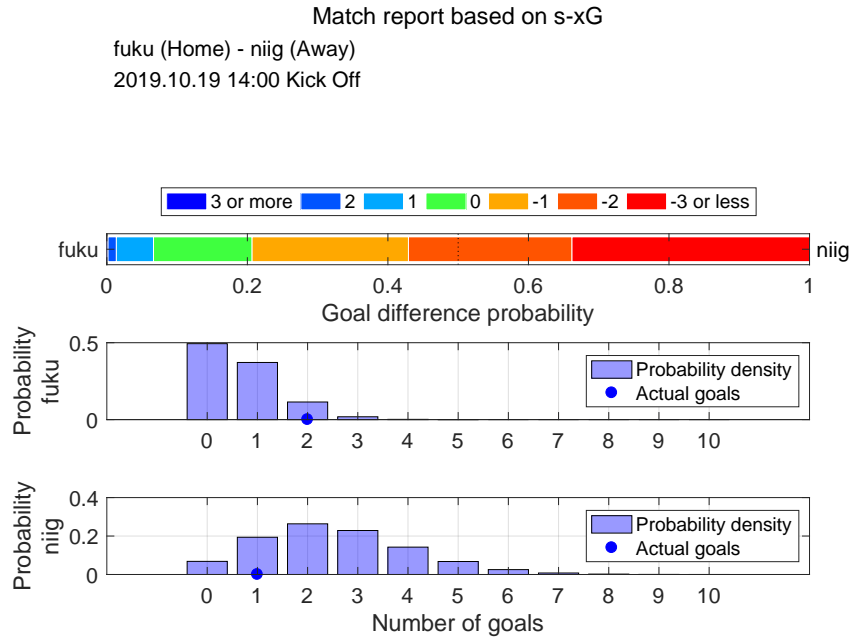 Match report based on s-xG
fuku (Home) - niig (Away)
2019.10.19 14:00 Kick Off
3 or more 2 1 0 -1 -2 -3 or less
fuku niig
0 0.2 0.4 0.6 0.8 1
Goal difference probability
Probability
fuku
0.5
0
Probability density
Actual goals
0 1 2 3 4 5 6 7 8 9 10
Probability
niig
0.4
0.2
0
Probability density
Actual goals
0 1 2 3 4 5 6 7 8 9 10
Number of goals